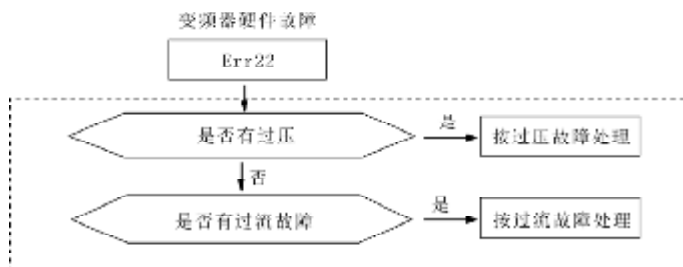 变频器硬件故障
Err22
是否有过压
是
按过压故障处理
否
是否有过流故障
是
按过流故障处理